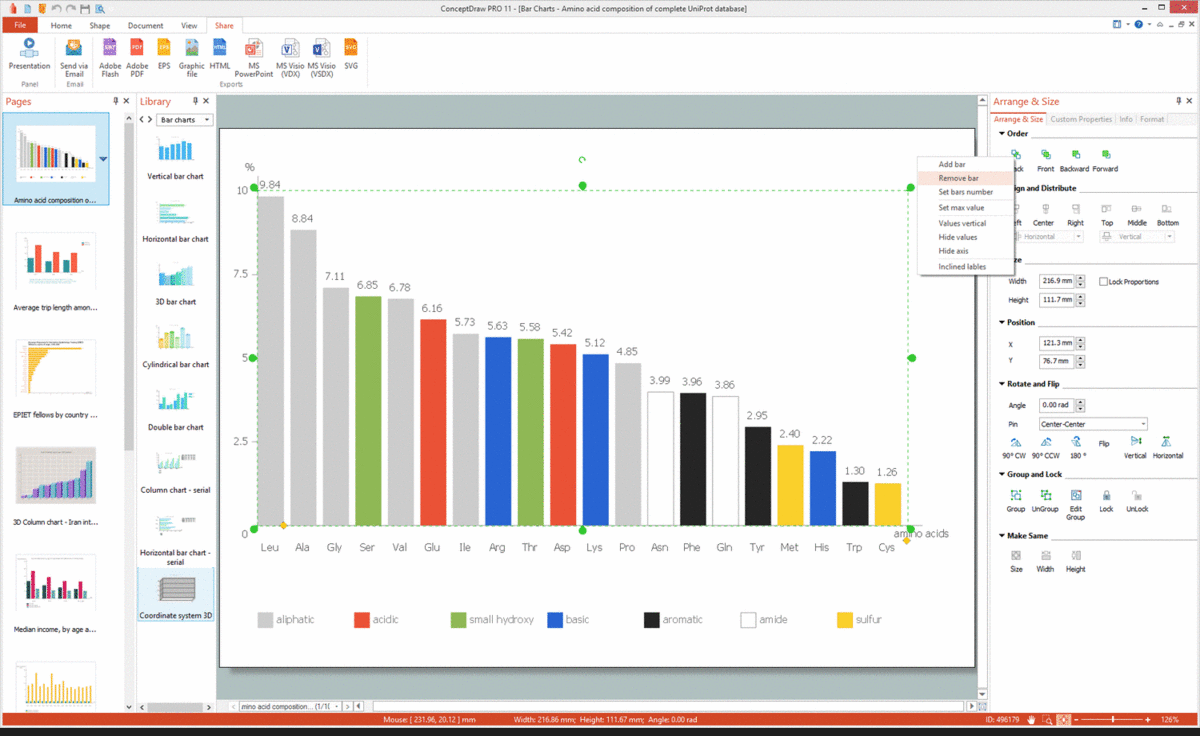 ConceptDraw PRO 11 - [Bar Charts - Amino acid composition of complete UniProt database]
File Home Shape Document View Share
Presentation
Panel
Send via Email
Email
Adobe Flash
Adobe PDF
EPS
Graphic file
HTML
MS PowerPoint
MS Visio (VDX)
MS Visio (VSDX)
SVG
Exports
Pages
Amino acid composition o...
Average trip length amon...
EPIET fellows by country ...
3D Column chart - Iran int...
Median income, by age a...
Library
Bar charts
Vertical bar chart
Horizontal bar chart
3D bar chart
Cylindrical bar chart
Double bar chart
Column chart - serial
Horizontal bar chart - serial
Coordinate system 3D
%
10
7.5
5
2.5
0
9.84
8.84
7.11
6.85
6.78
6.16
5.73
5.63
5.58
5.42
5.12
4.85
3.99
3.96
3.86
2.95
2.40
2.22
1.30
1.26
Leu Ala Gly Ser Val Glu Ile Arg Thr Asp Lys Pro Asn Phe Gln Tyr Met His Trp Cys
amino acids
aliphatic acidic small hydroxy basic aromatic amide sulfur
Add bar
Remove bar
Set bars number
Set max value
Values vertical
Hide values
Hide axis
Inclined lables
Arrange & Size
Arrange & Size Custom Properties Info Format
Order
Front Backward Forward
Center Right Top Middle Bottom
Horizontal Vertical
Width 216.9 mm Lock Proportions
Height 111.7 mm
Position
X 121.3 mm
Y 76.7 mm
Rotate and Flip
Angle 0.00 rad
Pin Center-Center
90° CW 90° CCW 180 ° Flip Vertical Horizontal
Group and Lock
Group UnGroup Edit Group Lock UnLock
Make Same
Size Width Height
mino acid composition... (1/1(
Mouse: [ 231.96, 20.12 ] mm Width: 216.86 mm; Height: 111.67 mm; Angle: 0.00 rad ID: 496179 126%